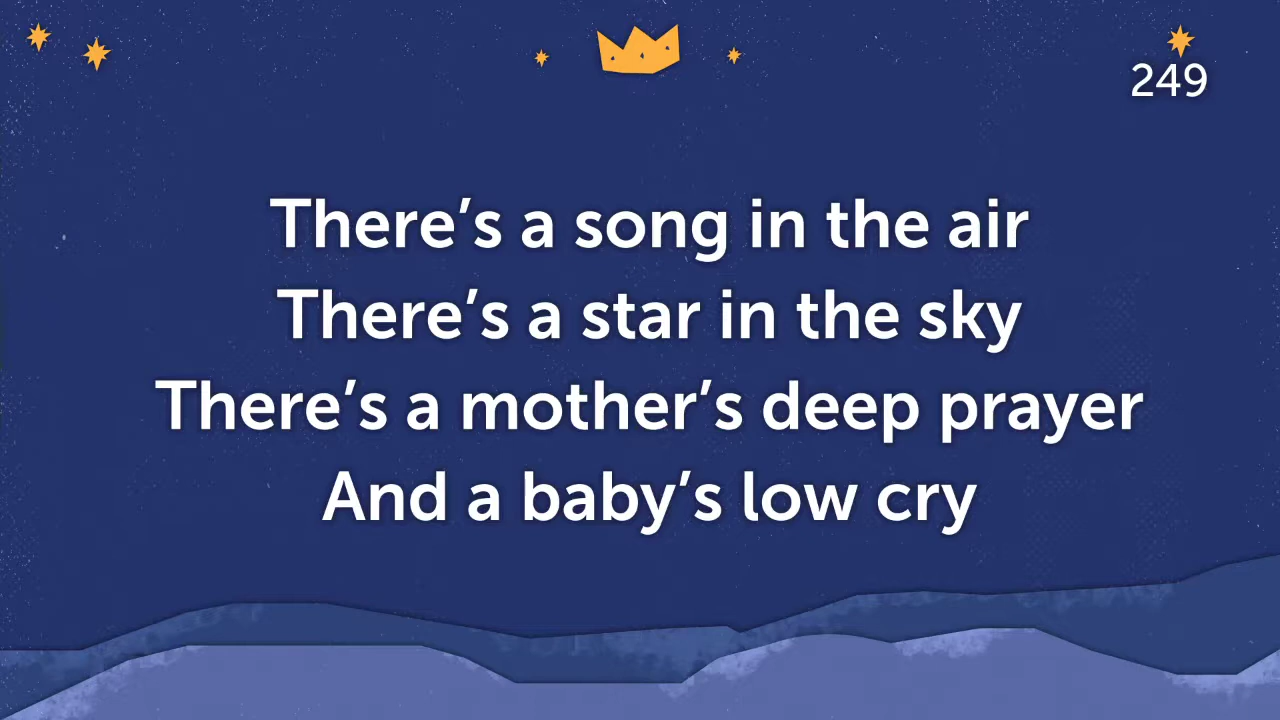 249
There’s a song in the air
There’s a star in the sky
There’s a mother’s deep prayer
And a baby’s low cry